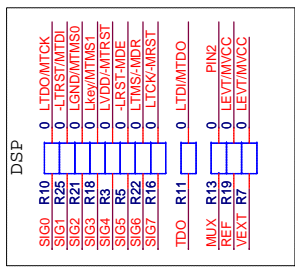 DSP
SIG0 R10 0 LTDO/MTCK
SIG1 R25 0 -LTRST/MTDI
SIG2 R21 0 LGND/MTMS0
SIG3 R18 0 Lkey/MTMS1
SIG4 R3 0 LVDD/-MTRST
SIG5 R5 0 -LRST-MDE
SIG6 R22 0 LTMS/-MDR
SIG7 R16 0 LTCK/-MRST
TDO R11 0 LTDI/MTDO
MUX R13 0 PIN2
REF R19 0 LEVT/MVCC
VEXT R7 0 LEVT/MVCC